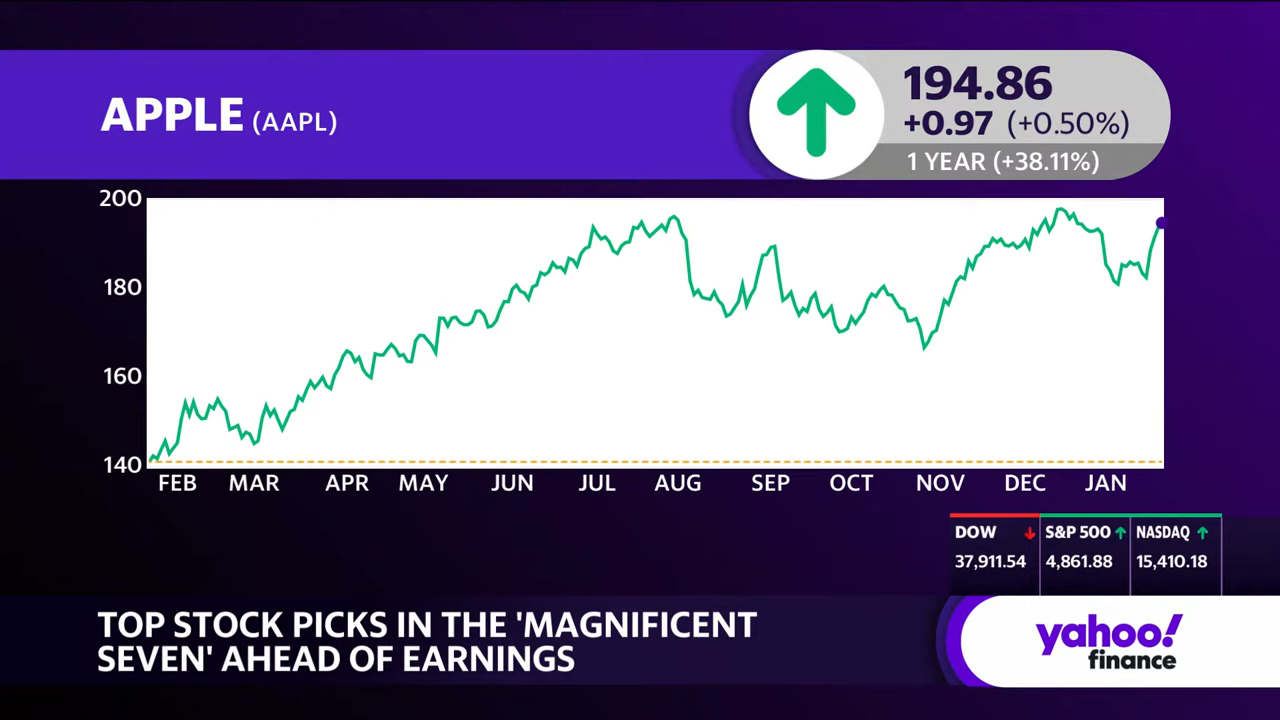 APPLE (AAPL)
194.86
+0.97 (+0.50%)
1 YEAR (+38.11%)
200
180
160
140
FEB MAR APR MAY JUN JUL AUG SEP OCT NOV DEC JAN
DOW S&P 500 NASDAQ
37,911.54 4,861.88 15,410.18
TOP STOCK PICKS IN THE 'MAGNIFICENT
SEVEN' AHEAD OF EARNINGS
yahoo!
finance